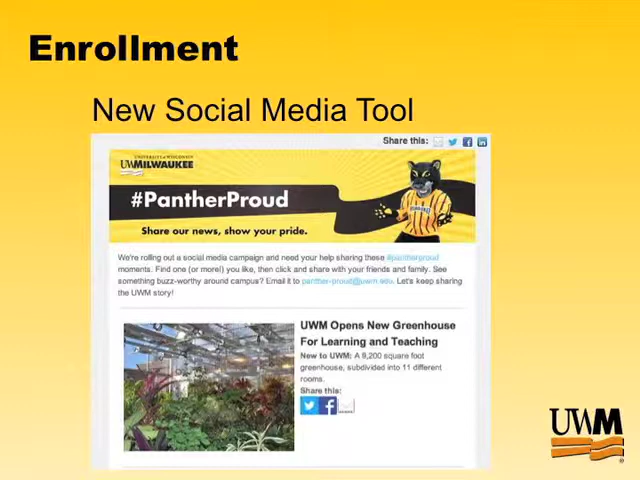 Enrollment
New Social Media Tool
Share this:
UNIVERSITY of WISCONSIN
UWMILWAUKEE
#PantherProud
MILWAUKEE
Share our news, show your pride.
We're rolling out a social media campaign and need your help sharing these #pantherproud
moments. Find one (or more!) you like, then click and share with your friends and family. See
something buzz-worthy around campus? Email it to panther-proud@uwm.edu. Let's keep sharing
the UWM story!
UWM Opens New Greenhouse
For Learning and Teaching
New to UWM: A 8,200 square foot
greenhouse, subdivided into 11 different
rooms.
Share this:
UWM